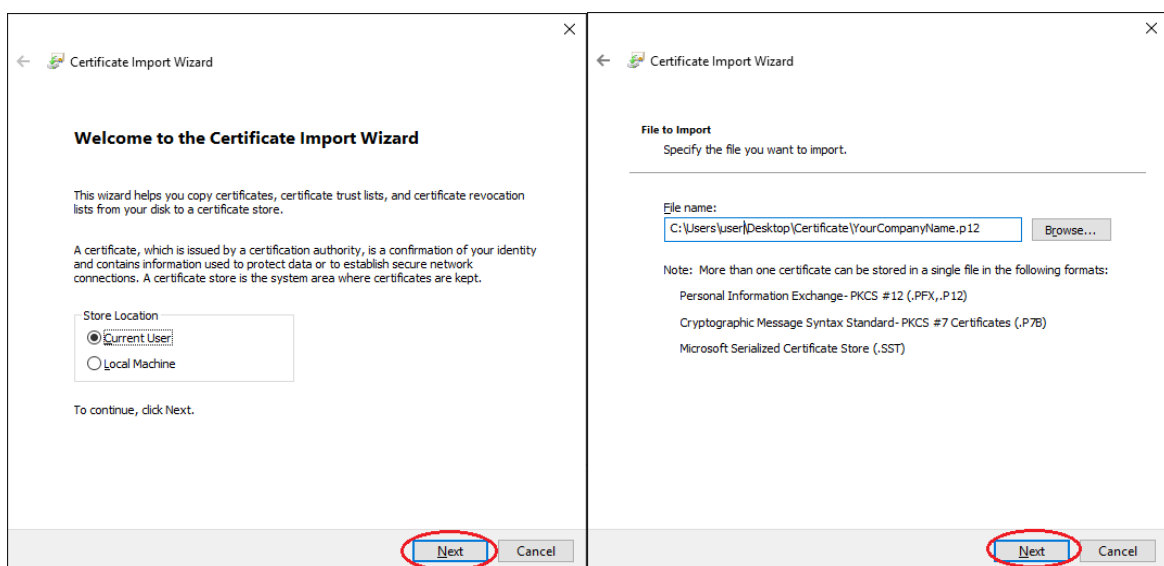 Certificate Import Wizard
Welcome to the Certificate Import Wizard
This wizard helps you copy certificates, certificate trust lists, and certificate revocation
lists from your disk to a certificate store.
A certificate, which is issued by a certification authority, is a confirmation of your identity
and contains information used to protect data or to establish secure network
connections. A certificate store is the system area where certificates are kept.
Store Location
Current User
Local Machine
To continue, click Next.
Next
Cancel
Certificate Import Wizard
File to Import
Specify the file you want to import.
File name:
C:\Users\user\Desktop\Certificate\YourCompanyName.p12
Browse...
Note: More than one certificate can be stored in a single file in the following formats:
Personal Information Exchange- PKCS #12 (.PFX,.P12)
Cryptographic Message Syntax Standard- PKCS #7 Certificates (.P7B)
Microsoft Serialized Certificate Store (.SST)
Next
Cancel